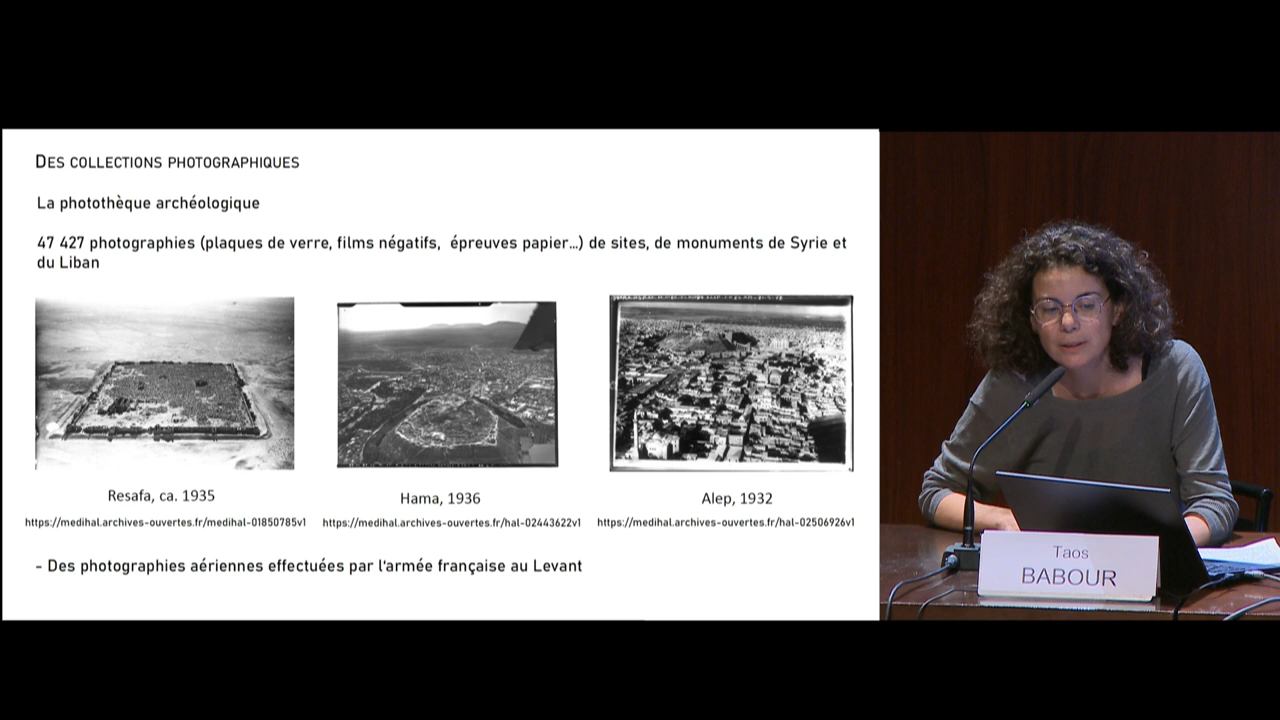 DES COLLECTIONS PHOTOGRAPHIQUES
La photothèque archéologique
47 427 photographies (plaques de verre, films négatifs, épreuves papier...) de sites, de monuments de Syrie et
du Liban
Resafa, ca. 1935
Hama, 1936
Alep, 1932
https://medihal.archives-ouvertes.fr/medihal-01850785v1
https://medihal.archives-ouvertes.fr/hal-02443622v1
https://medihal.archives-ouvertes.fr/hal-02506926v1
- Des photographies aériennes effectuées par l'armée française au Levant
Taos
BABOUR